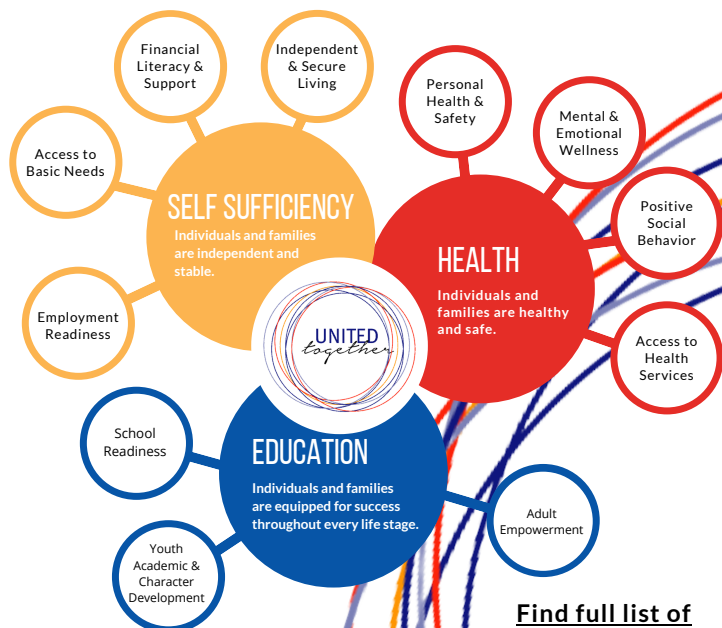 Financial
Literacy &
Support
Independent
& Secure
Living
Access to
Basic Needs
Employment
Readiness
SELF SUFFICIENCY
Individuals and families
are independent and
stable.
Personal
Health &
Safety
Mental &
Emotional
Wellness
Positive
Social
Behavior
Access to
Health
Services
HEALTH
Individuals and
families are healthy
and safe.
UNITED
together
School
Readiness
Youth
Academic &
Character
Development
EDUCATION
Individuals and families
are equipped for success
throughout every life stage.
Adult
Empowerment
Find full list of